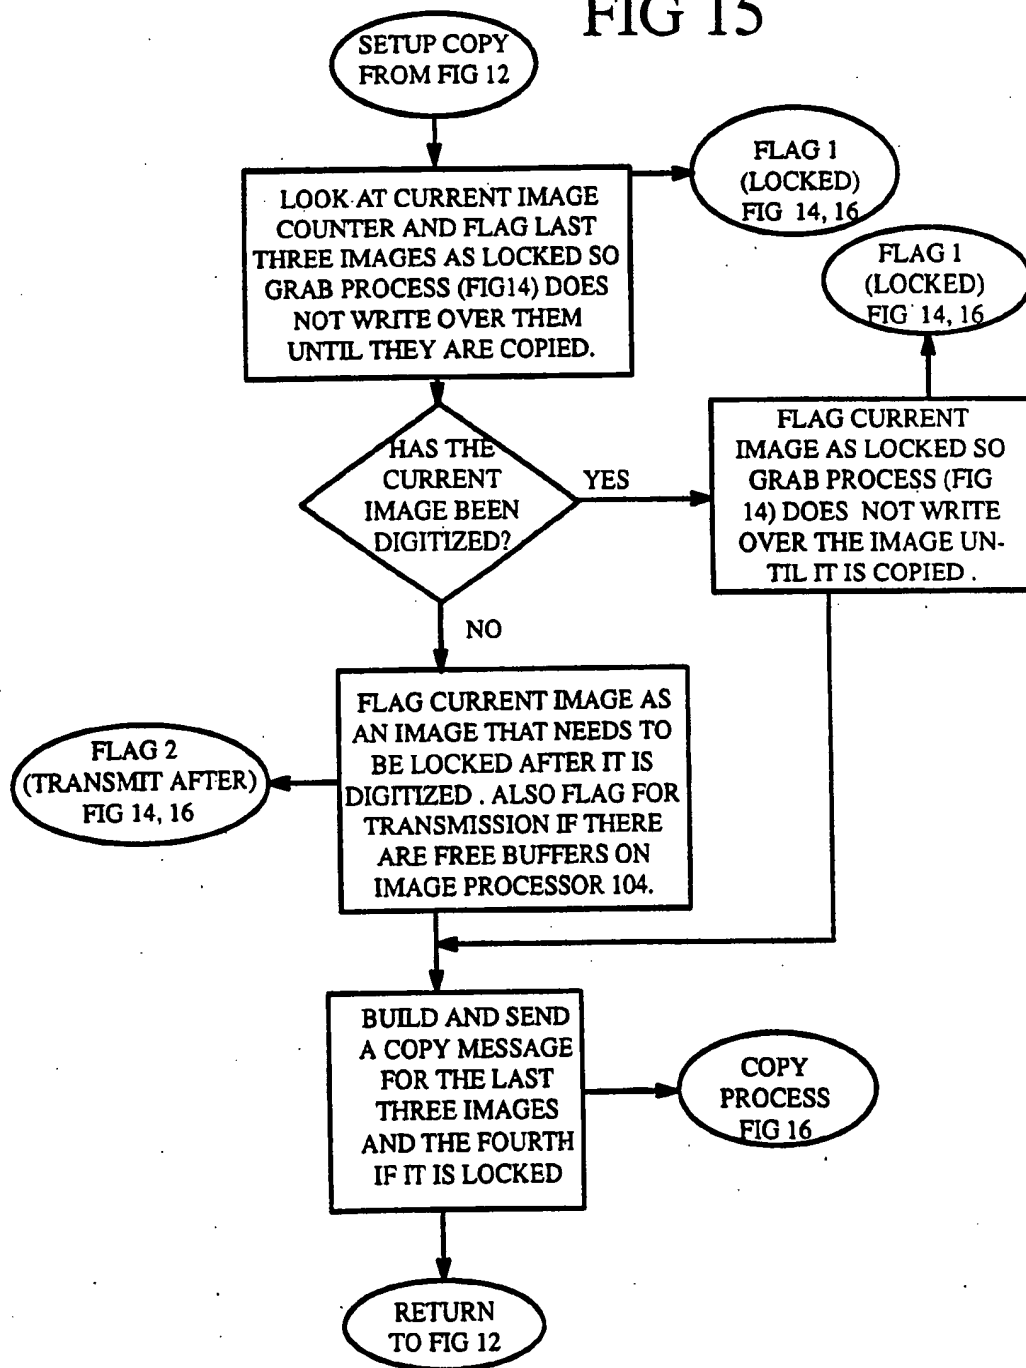 FIG 15
SETUP COPY
FROM FIG 12
FLAG 1
(LOCKED)
FIG 14, 16
LOOK AT CURRENT IMAGE
COUNTER AND FLAG LAST
THREE IMAGES AS LOCKED SO
GRAB PROCESS (FIG14) DOES
NOT WRITE OVER THEM
UNTIL THEY ARE COPIED.
FLAG 1
(LOCKED)
FIG 14, 16
HAS THE
CURRENT
IMAGE BEEN
DIGITIZED?
YES
FLAG CURRENT
IMAGE AS LOCKED SO
GRAB PROCESS (FIG
14) DOES NOT WRITE
OVER THE IMAGE UN-
TIL IT IS COPIED .
NO
FLAG CURRENT IMAGE AS
AN IMAGE THAT NEEDS TO
BE LOCKED AFTER IT IS
DIGITIZED . ALSO FLAG FOR
TRANSMISSION IF THERE
ARE FREE BUFFERS ON
IMAGE PROCESSOR 104.
FLAG 2
(TRANSMIT AFTER)
FIG 14, 16
BUILD AND SEND
A COPY MESSAGE
FOR THE LAST
THREE IMAGES
AND THE FOURTH
IF IT IS LOCKED
COPY
PROCESS
FIG 16
RETURN
TO FIG 12